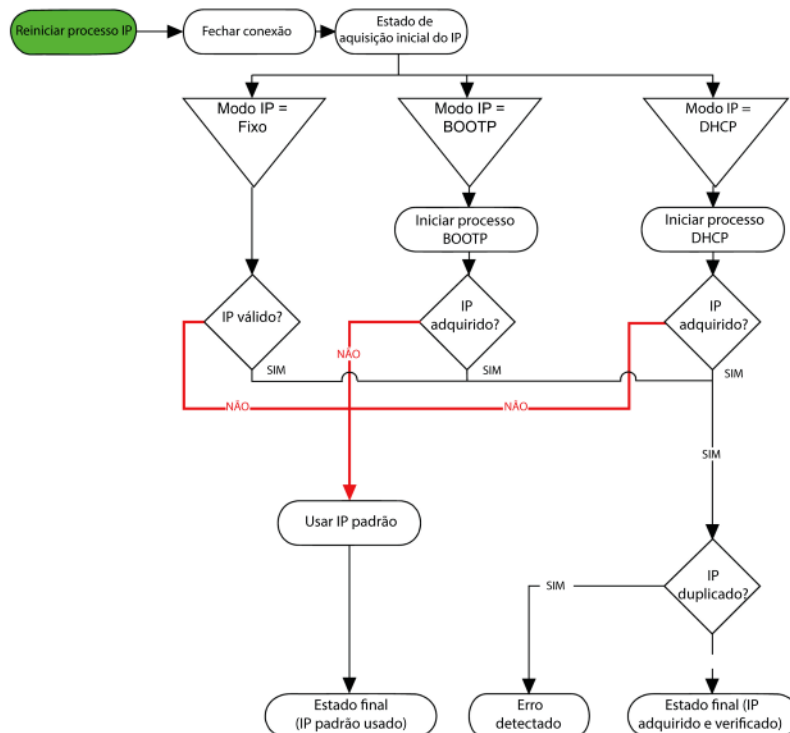 Reiniciar processo IP
Fechar conexão
Estado de
aquisição inicial do IP
Modo IP =
Fixo
Modo IP =
BOOTP
Modo IP =
DHCP
Iniciar processo
BOOTP
Iniciar processo
DHCP
IP válido?
IP
adquirido?
IP
adquirido?
NÃO
SIM
SIM
SIM
NÃO
NÃO
SIM
Usar IP padrão
IP
duplicado?
SIM
Estado final
(IP padrão usado)
Erro
detectado
Estado final (IP
adquirido e verificado)